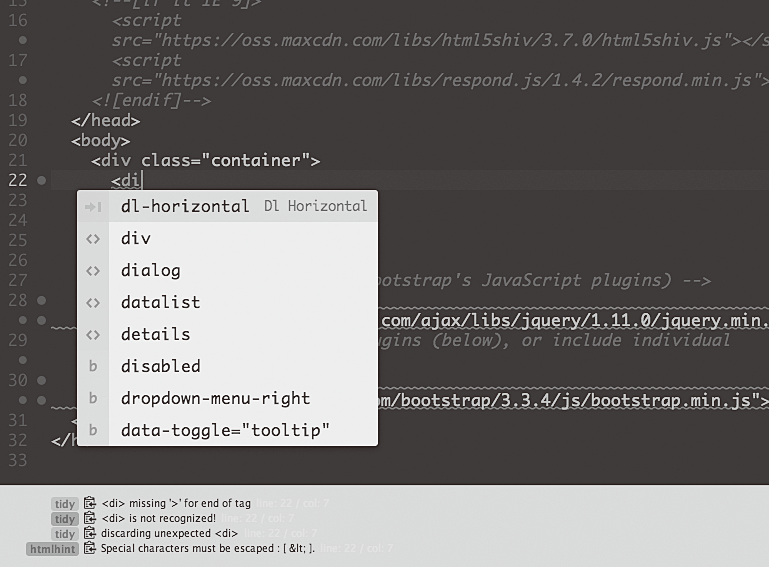 15 <!--[if lt IE 9]>
16 <script
src="https://oss.maxcdn.com/libs/html5shiv/3.7.0/html5shiv.js"></s
17 <script
src="https://oss.maxcdn.com/libs/respond.js/1.4.2/respond.min.js">
18 <![endif]-->
19 </head>
20 <body>
21 <div class="container">
22 <di
23 dl-horizontal Dl Horizontal
24 div
25
26 dialog
27 otstrap's JavaScript plugins) -->
28 datalist
com/ajax/libs/jquery/1.11.0/jquery.min.
29 details ugins (below), or include individual
30 b disabled
b dropdown-menu-right om/bootstrap/3.3.4/js/bootstrap.min.js">
31 <
32 </h b data-toggle="tooltip"
33
tidy <di> missing '>' for end of tag line: 22 / col: 7
tidy <di> is not recognized! line: 22 / col: 7
tidy discarding unexpected <di> line: 22 / col: 7
htmlhint Special characters must be escaped : [ &lt; ]. line: 22 / col: 7